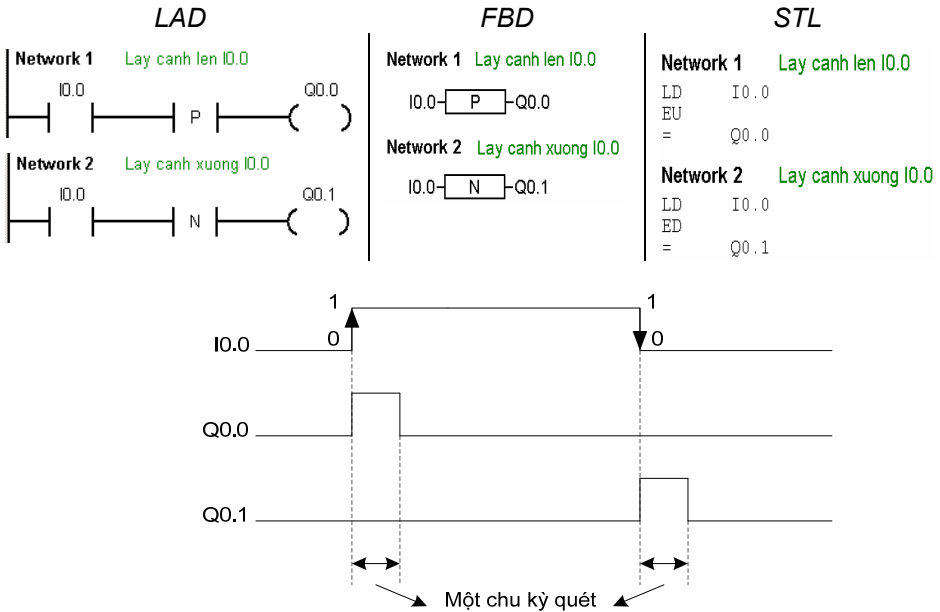 LAD
FBD
STL
Network 1 Lay canh len I0.0
I0.0
P
Q0.0
Network 2 Lay canh xuong I0.0
I0.0
N
Q0.1
Network 1 Lay canh len I0.0
I0.0 P Q0.0
Network 2 Lay canh xuong I0.0
I0.0 N Q0.1
Network 1 Lay canh len I0.0
LD I0.0
EU
= Q0.0
Network 2 Lay canh xuong I0.0
LD I0.0
ED
= Q0.1
1 1
I0.0 0 0
Q0.0
Q0.1
Một chu kỳ quét